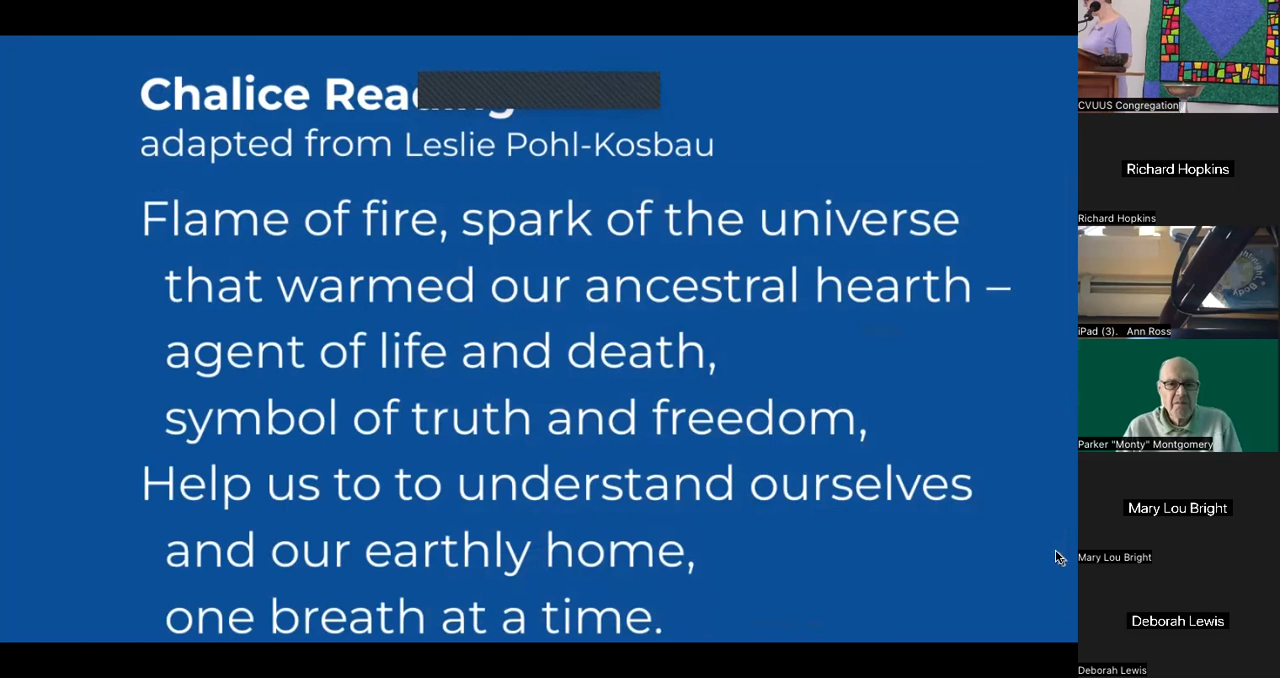 Chalice Reading
adapted from Leslie Pohl-Kosbau
Flame of fire, spark of the universe
that warmed our ancestral hearth –
agent of life and death,
symbol of truth and freedom,
Help us to to understand ourselves
and our earthly home,
one breath at a time.
CVUUS Congregation
Richard Hopkins
Richard Hopkins
iPad (3). Ann Ross
Parker "Monty" Montgomery
Mary Lou Bright
Mary Lou Bright
Deborah Lewis
Deborah Lewis